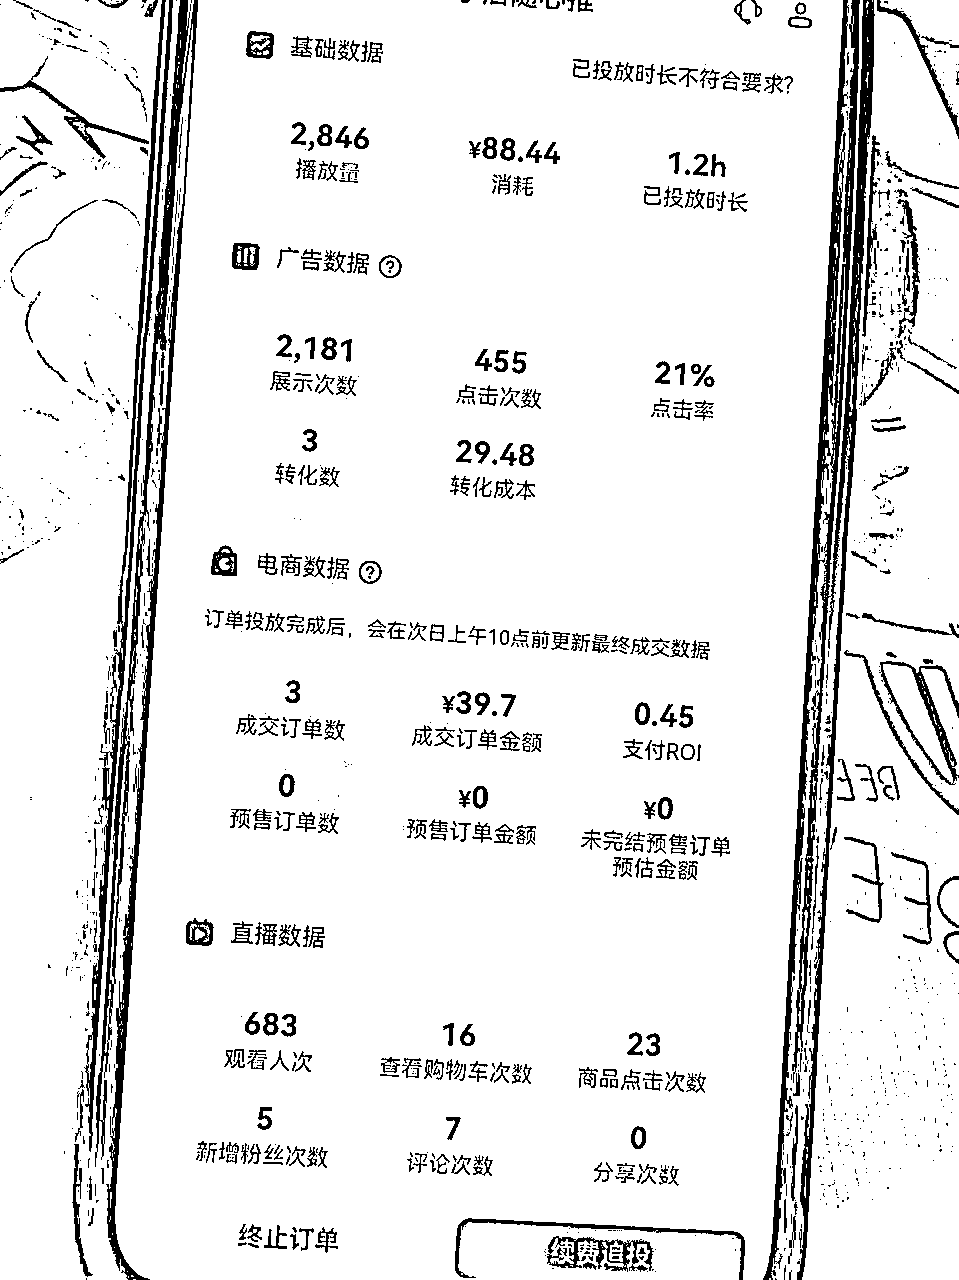 基础数据
已投放时长不符合要求?
2,846 ¥88.44 1.2h
播放量 消耗 已投放时长
广告数据 ?
2,181 455 21%
展示次数 点击次数 点击率
3 29.48
转化数 转化成本
电商数据 ?
订单投放完成后，会在次日上午10点前更新最终成交数据
3 ¥39.7 0.45
成交订单数 成交订单金额 支付ROI
0 ¥0 ¥0
预售订单数 预售订单金额 未完结预售订单
预估金额
直播数据
683 16 23
观看人次 查看购物车次数 商品点击次数
5 7 0
新增粉丝次数 评论次数 分享次数
终止订单 续费追投